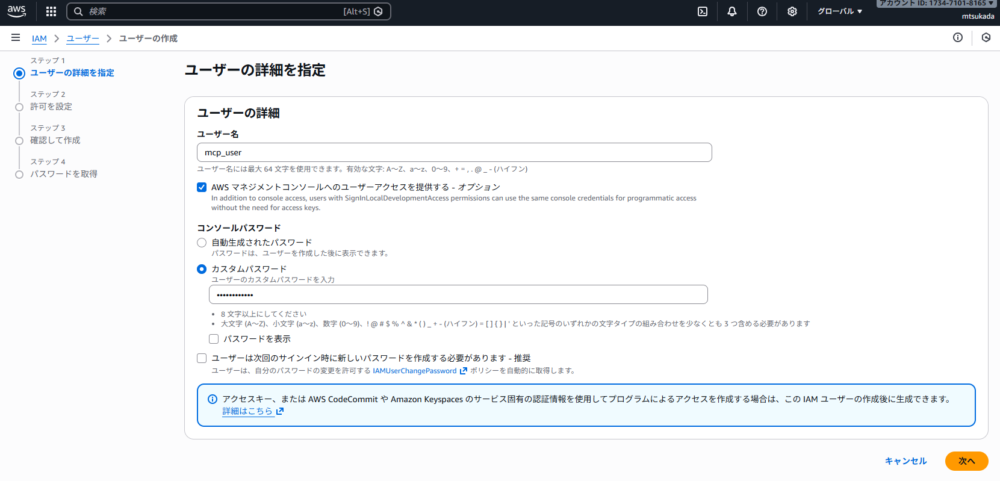 aws
検索
[Alt+S]
グローバル ▼
アカウント ID: 1734-7101-8165 ▼
mtsukada
IAM > ユーザー > ユーザーの作成
ステップ 1
ユーザーの詳細を指定
ステップ 2
許可を設定
ステップ 3
確認して作成
ステップ 4
パスワードを取得
ユーザーの詳細を指定
ユーザーの詳細
ユーザー名
mcp_user
ユーザー名には最大 64 文字を使用できます。有効な文字: A～Z、a～z、0～9、+ = , . @ _ - (ハイフン)
AWS マネジメントコンソールへのユーザーアクセスを提供する - オプション
In addition to console access, users with SignInLocalDevelopmentAccess permissions can use the same console credentials for programmatic access
without the need for access keys.
コンソールパスワード
自動生成されたパスワード
パスワードは、ユーザーを作成した後に表示できます。
カスタムパスワード
ユーザーのカスタムパスワードを入力
••••••••••••
• 8 文字以上にしてください
• 大文字 (A～Z)、小文字 (a～z)、数字 (0～9)、! @ # $ % ^ & * ( ) _ + - (ハイフン) = [ ] { } | ' といった記号のいずれかの文字タイプの組み合わせを少なくとも 3 つ含める必要があります
パスワードを表示
ユーザーは次回のサインイン時に新しいパスワードを作成する必要があります - 推奨
ユーザーは、自分のパスワードの変更を許可する IAMUserChangePassword ポリシーを自動的に取得します。
アクセスキー、または AWS CodeCommit や Amazon Keyspaces のサービス固有の認証情報を使用してプログラムによるアクセスを作成する場合は、この IAM ユーザーの作成後に生成できます。
詳細はこちら
キャンセル
次へ